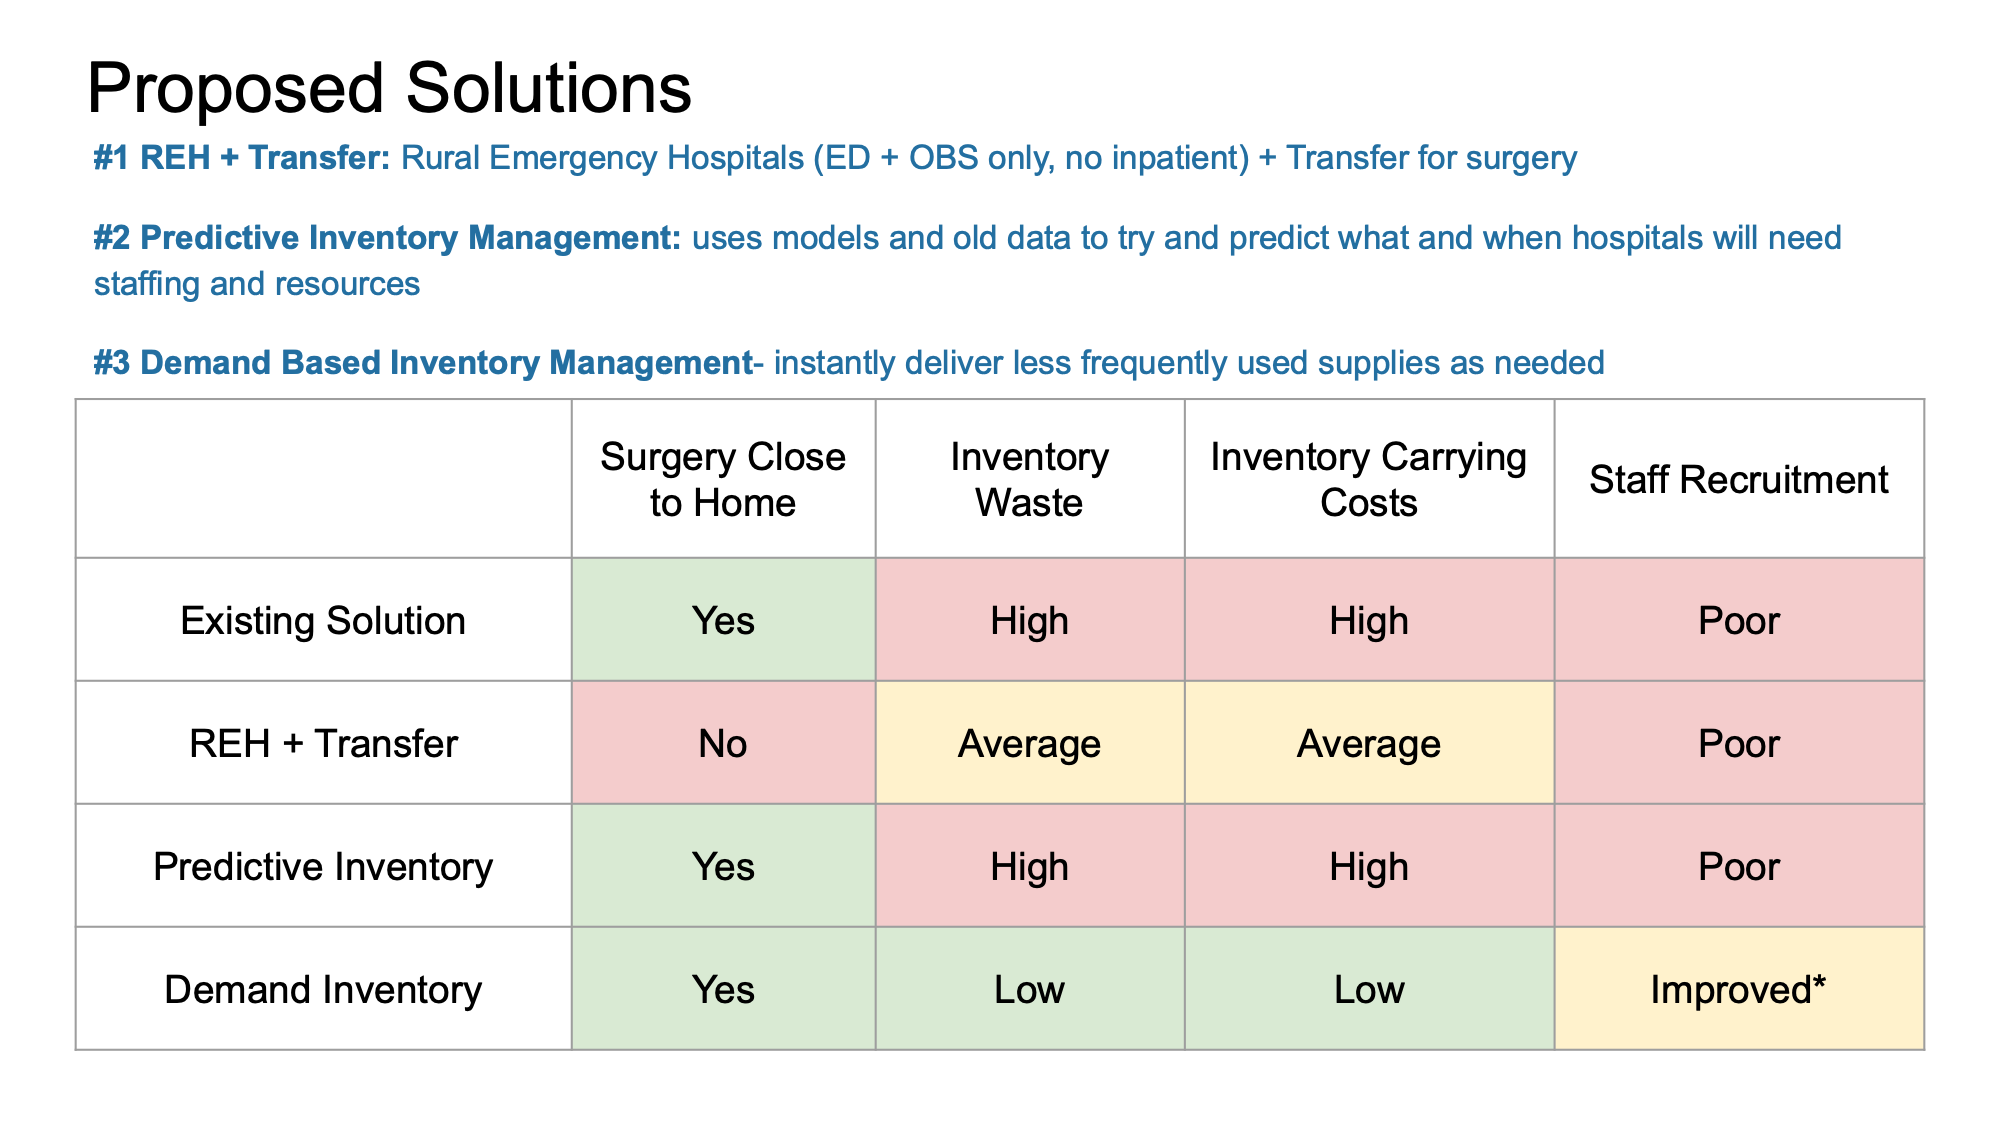 Proposed Solutions
#1 REH + Transfer: Rural Emergency Hospitals (ED + OBS only, no inpatient) + Transfer for surgery
#2 Predictive Inventory Management: uses models and old data to try and predict what and when hospitals will need
staffing and resources
#3 Demand Based Inventory Management- instantly deliver less frequently used supplies as needed
Surgery Close
to Home
Inventory
Waste
Inventory Carrying
Costs
Staff Recruitment
Existing Solution
Yes
High
High
Poor
REH + Transfer
No
Average
Average
Poor
Predictive Inventory
Yes
High
High
Poor
Demand Inventory
Yes
Low
Low
Improved*